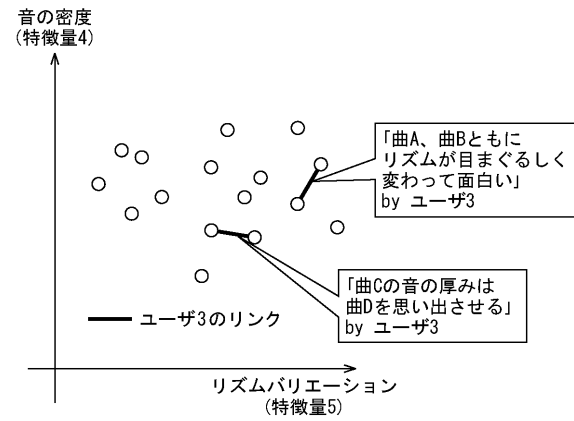 音の密度
(特徴量4)
「曲A、曲Bともに
リズムが目まぐるしく
変わって面白い」
by ユーザ3
「曲Cの音の厚みは
曲Dを思い出させる」
by ユーザ3
ユーザ3のリンク
リズムバリエーション
(特徴量5)